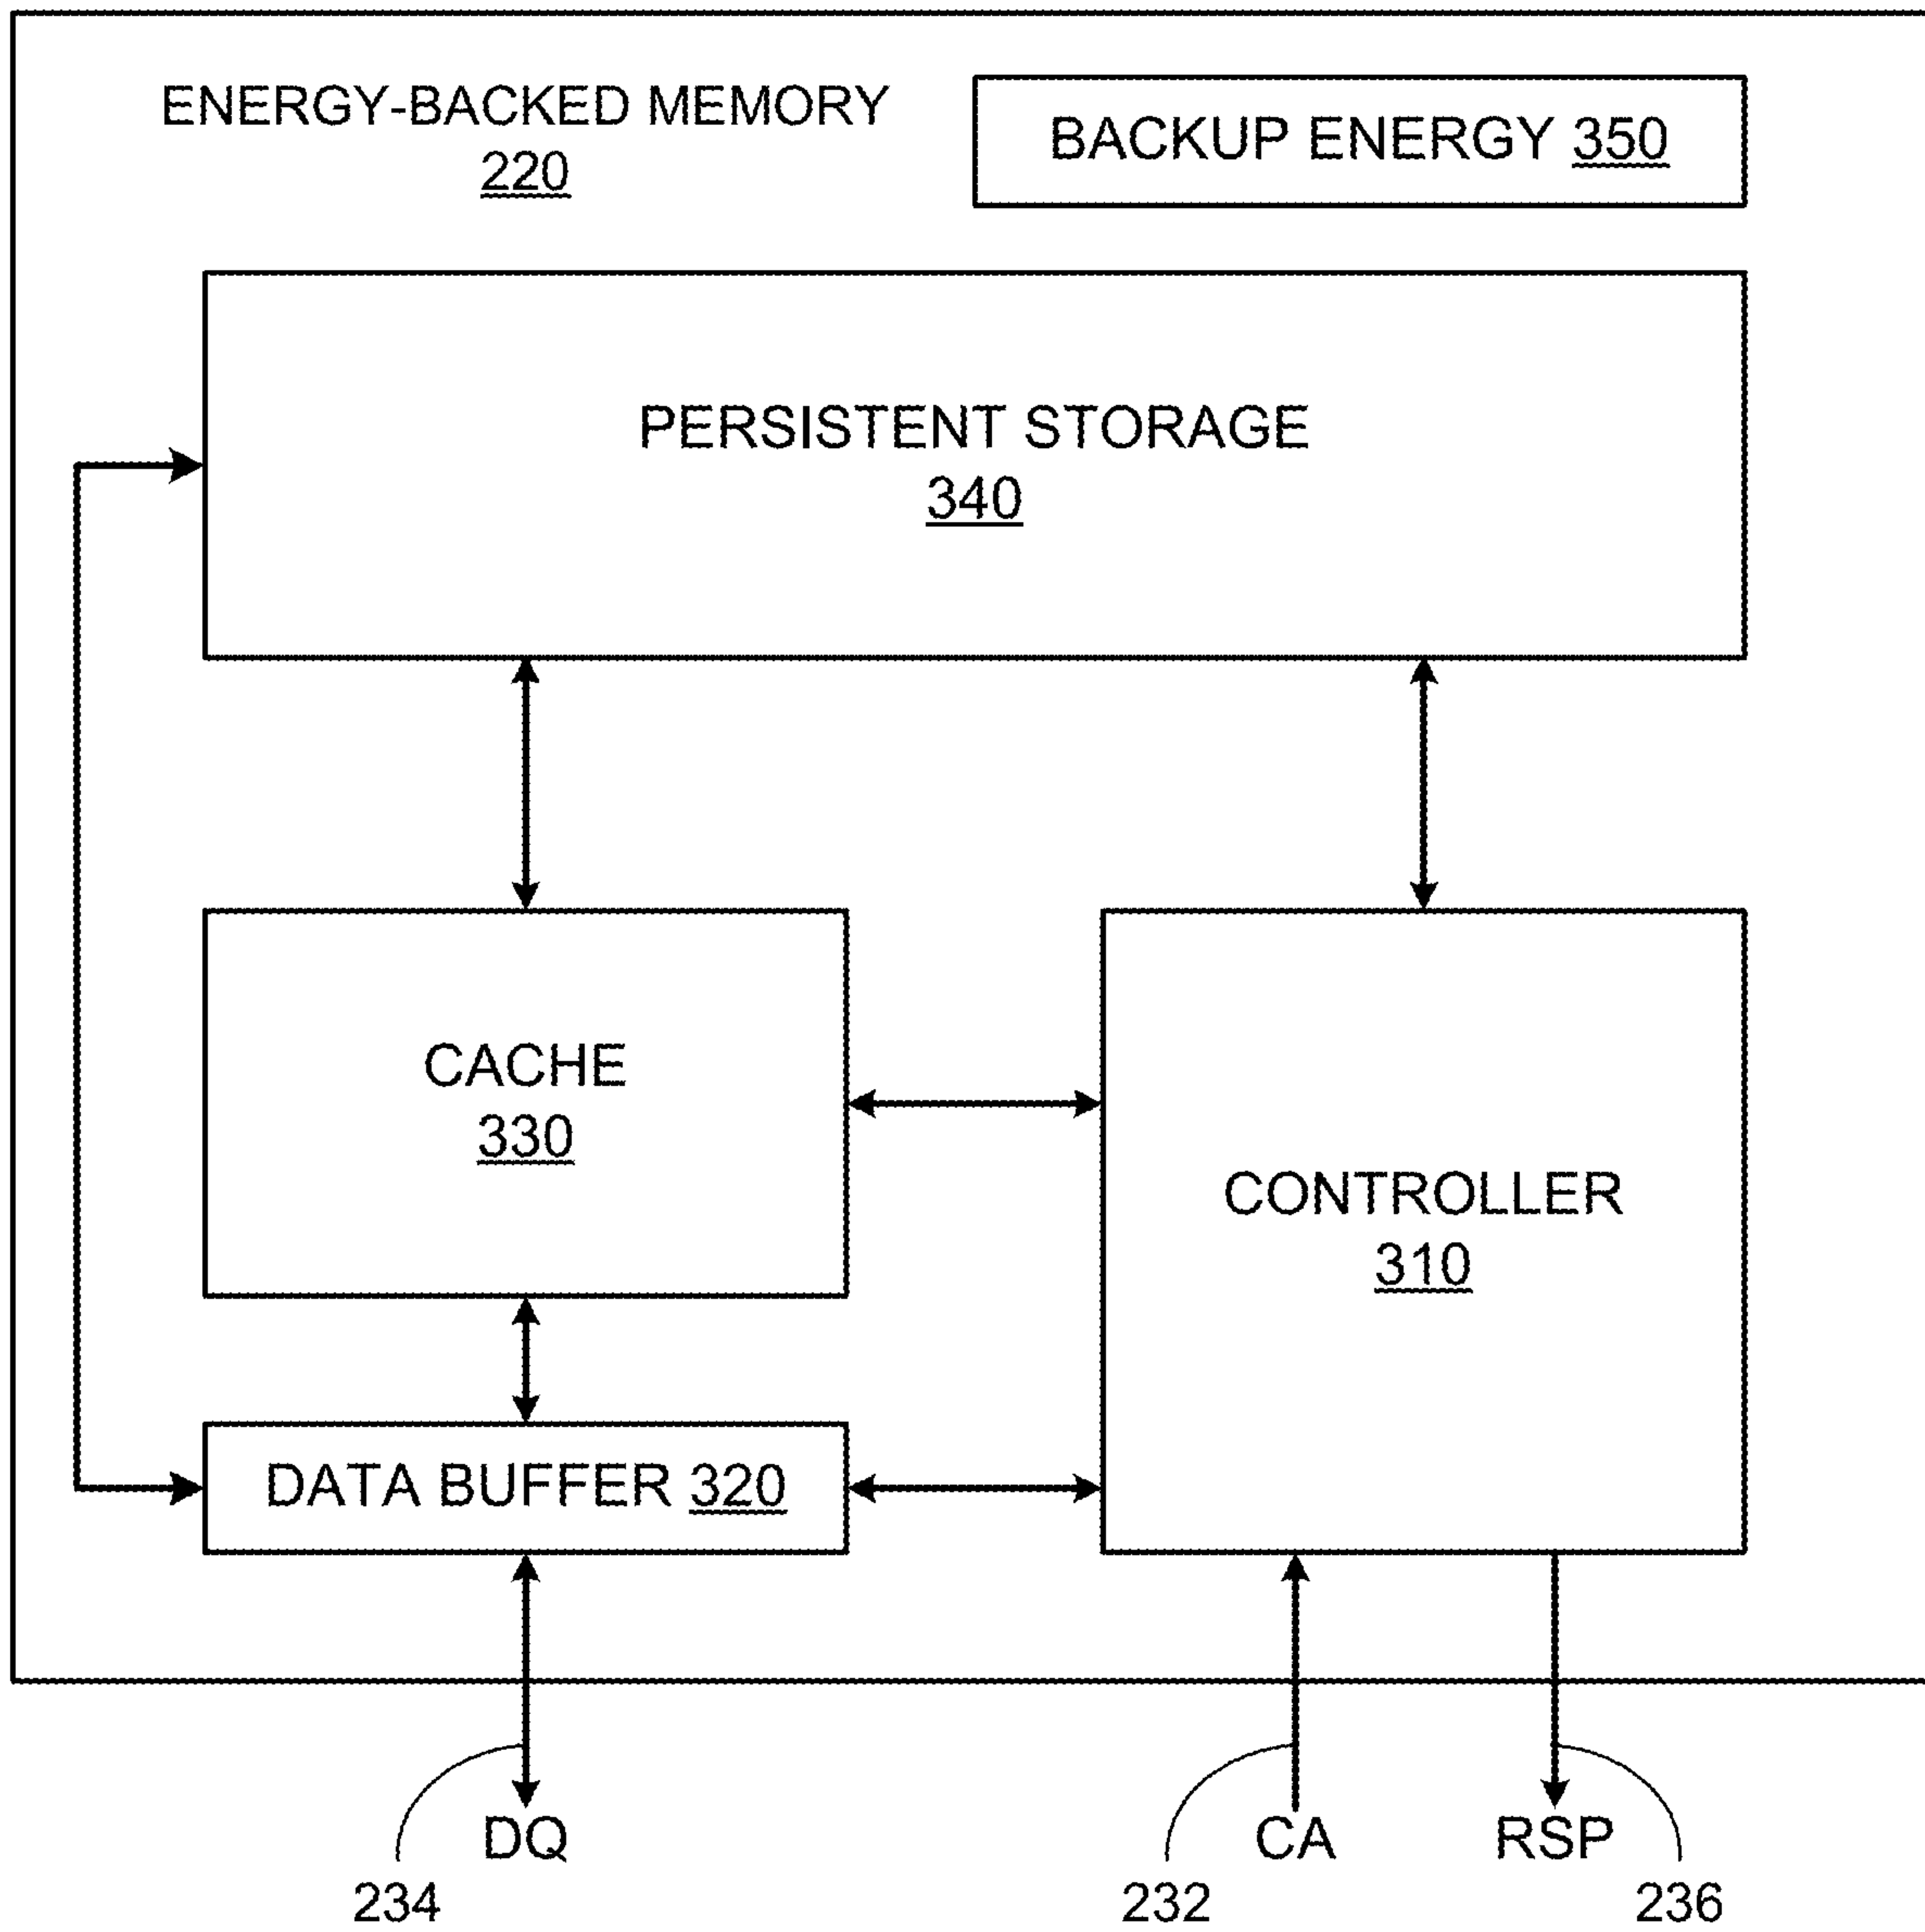 ENERGY-BACKED MEMORY
220
BACKUP ENERGY 350
PERSISTENT STORAGE
340
CACHE
330
CONTROLLER
310
DATA BUFFER 320
DQ
CA
RSP
234
232
236